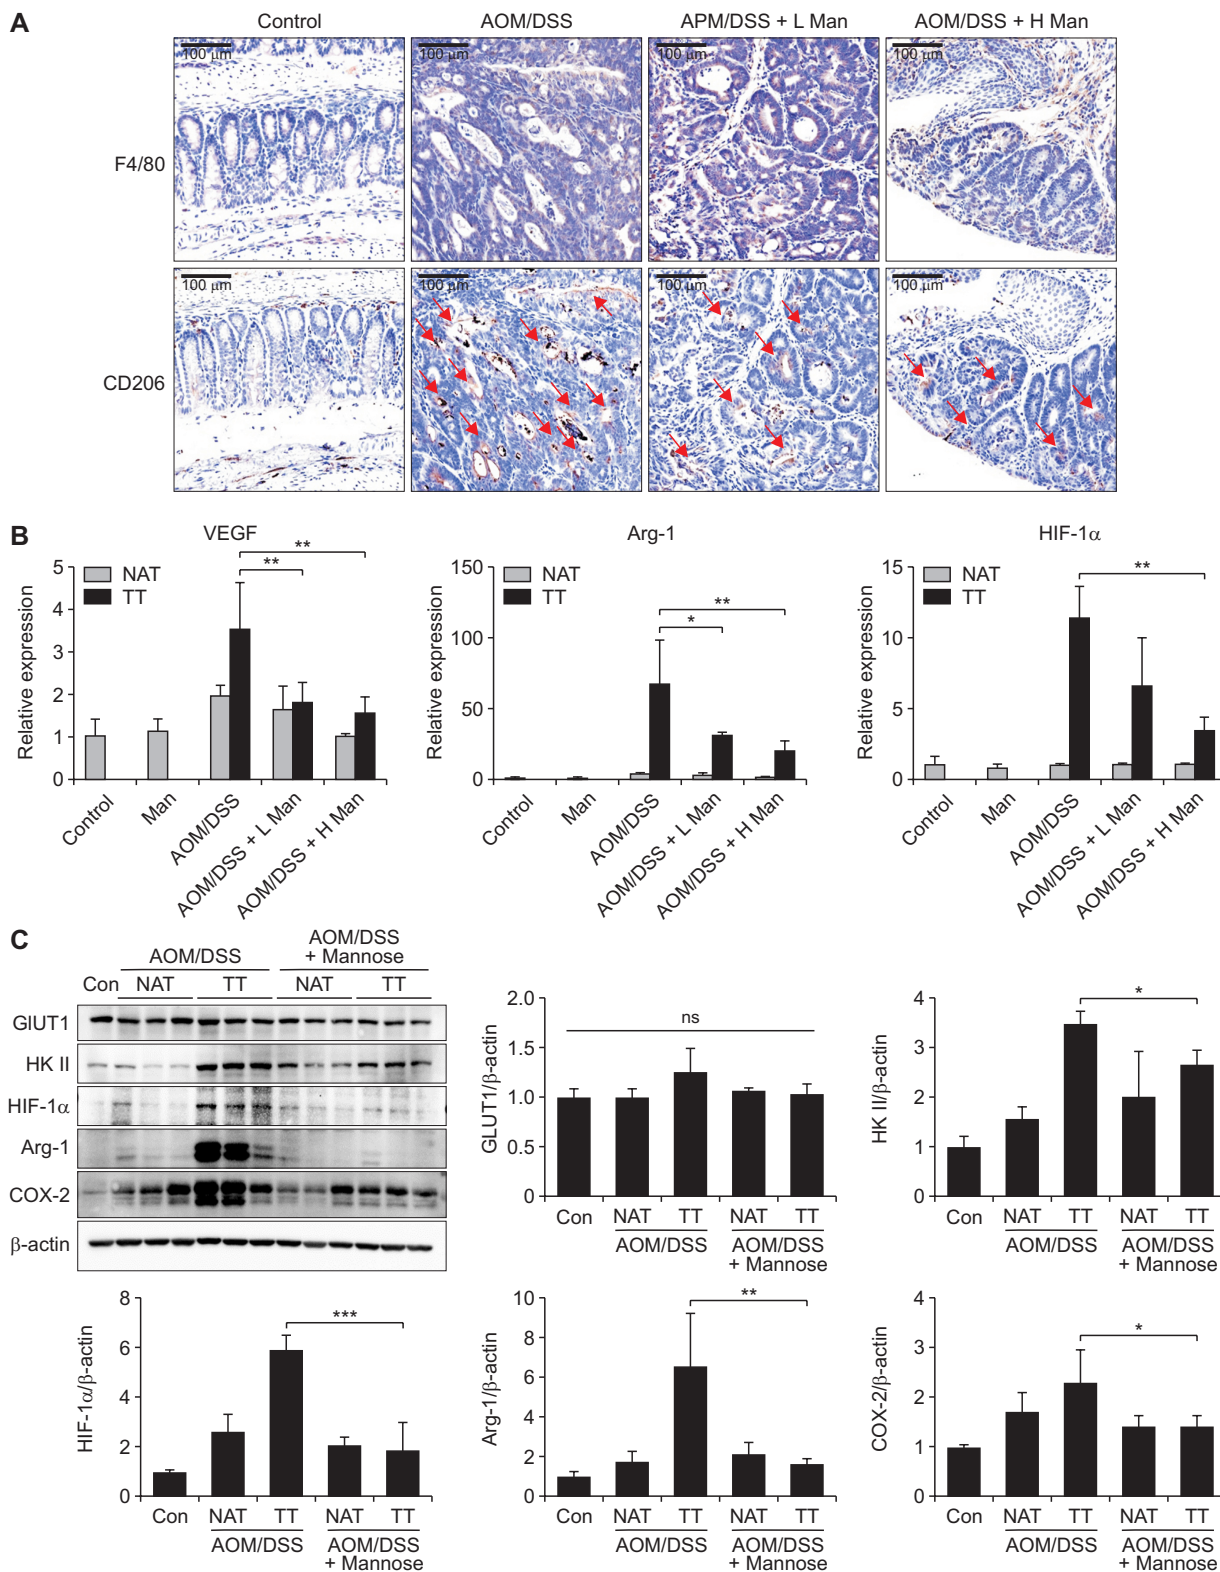 A
Control
AOM/DSS
APM/DSS + L Man
AOM/DSS + H Man
F4/80
100 μm
100 μm
100 μm
100 μm
CD206
100 μm
100 μm
100 μm
100 μm
B
VEGF
Relative expression
5
4
3
2
1
0
NAT
TT
**
**
Control
Man
AOM/DSS
AOM/DSS + L Man
AOM/DSS + H Man
Arg-1
Relative expression
150
100
50
0
NAT
TT
**
*
Control
Man
AOM/DSS
AOM/DSS + L Man
AOM/DSS + H Man
HIF-1α
Relative expression
15
10
5
0
NAT
TT
**
Control
Man
AOM/DSS
AOM/DSS + L Man
AOM/DSS + H Man
C
AOM/DSS
AOM/DSS
+ Mannose
Con
NAT
TT
NAT
TT
GlUT1
HK II
HIF-1α
Arg-1
COX-2
β-actin
GLUT1/β-actin
2.0
1.5
1.0
0.5
0
ns
Con
NAT
TT
NAT
TT
AOM/DSS
AOM/DSS
+ Mannose
HK II/β-actin
4
3
2
1
0
*
Con
NAT
TT
NAT
TT
AOM/DSS
AOM/DSS
+ Mannose
HIF-1α/β-actin
8
6
4
2
0
***
Con
NAT
TT
NAT
TT
AOM/DSS
AOM/DSS
+ Mannose
Arg-1/β-actin
10
8
6
4
2
0
**
Con
NAT
TT
NAT
TT
AOM/DSS
AOM/DSS
+ Mannose
COX-2/β-actin
4
3
2
1
0
*
Con
NAT
TT
NAT
TT
AOM/DSS
AOM/DSS
+ Mannose